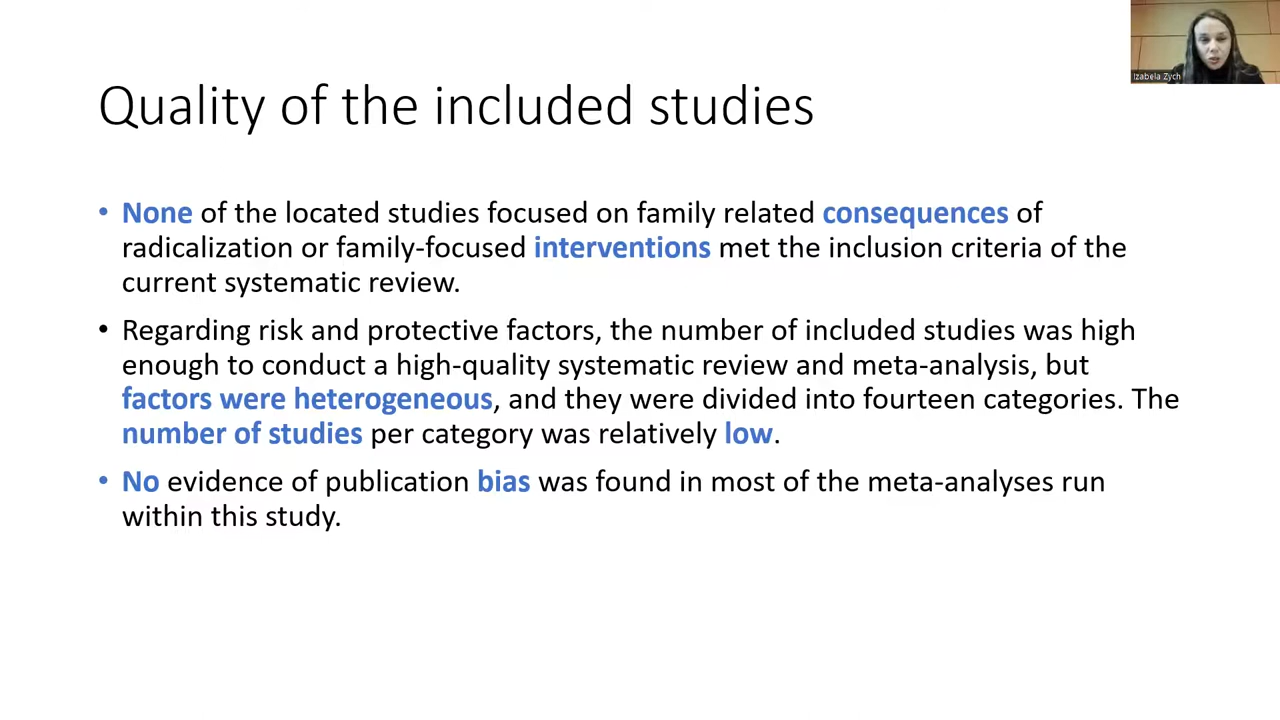 Izabela Zych
Quality of the included studies
• None of the located studies focused on family related consequences of
radicalization or family-focused interventions met the inclusion criteria of the
current systematic review.
• Regarding risk and protective factors, the number of included studies was high
enough to conduct a high-quality systematic review and meta-analysis, but
factors were heterogeneous, and they were divided into fourteen categories. The
number of studies per category was relatively low.
• No evidence of publication bias was found in most of the meta-analyses run
within this study.